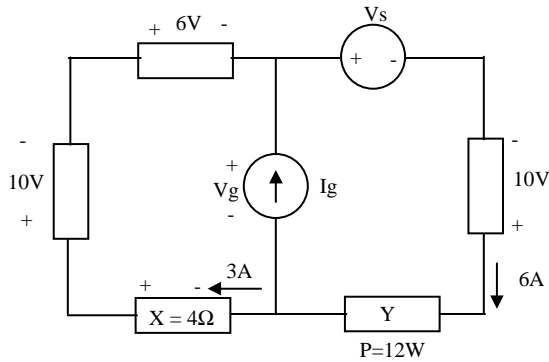 Vs
+ 6V -
+ -
-
10V
+
+
Vg
-
Ig
-
10V
+
+ - 3A
6A
X = 4Ω
Y
P=12W